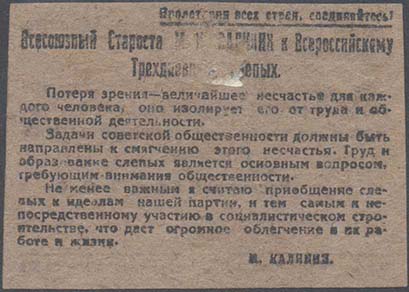 Пролетарии всех стран, соединяйтесь!
Всесоюзный Староста М. И. КАЛИНИН к Всероссийскому
слепых.
Потеря зрения—величайшее несчастье для каж-
дого человека, оно изолирует его от труда и об-
щественной деятельности.
Задачи советской общественности должны быть
направлены к смягчению этого несчастья. Труд и
образование слепых является основным вопросом,
требующим внимания общественности.
Не менее важным я считаю приобщение сле-
пых к идеалам нашей партии, и тем самым к не-
посредственному участию в социалистическом строи-
тельстве, что даст огромное облегчение в их ра-
боте и жизни.
М. КАЛИНИН.